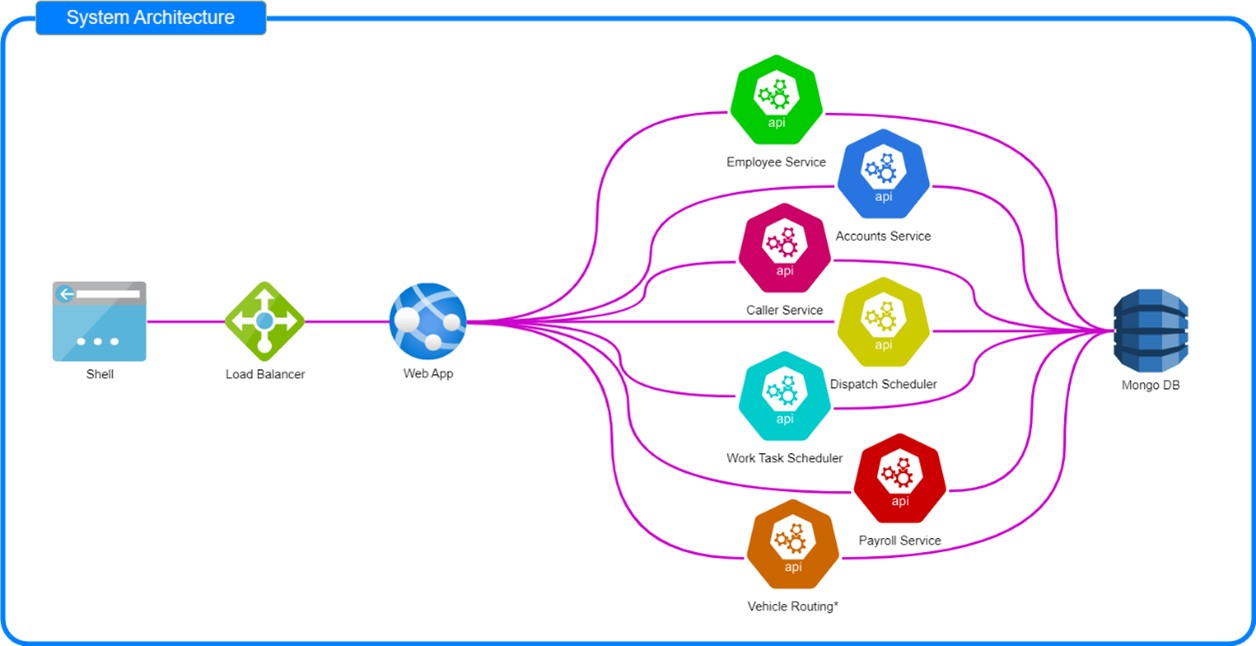 System Architecture
api
Employee Service
api
Accounts Service
api
Caller Service
api
Dispatch Scheduler
api
Work Task Scheduler
api
Payroll Service
api
Vehicle Routing*
Shell
Load Balancer
Web App
Mongo DB